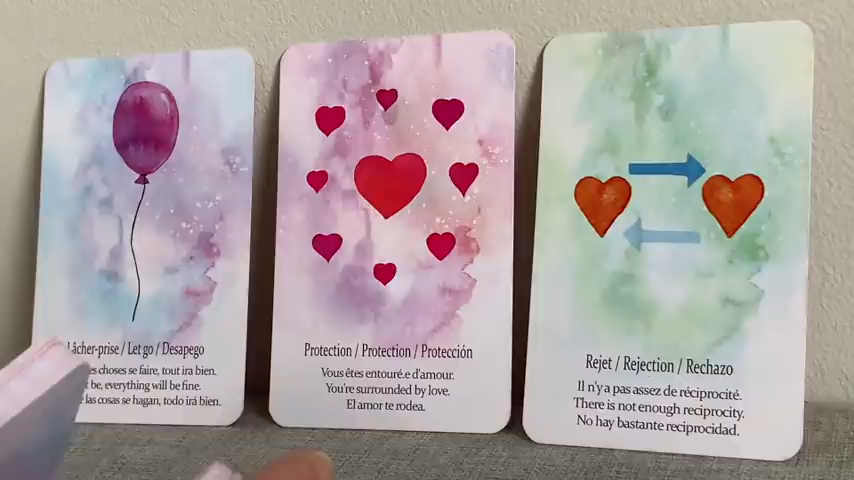 Lâcher-prise / Let go / Desapego
es choses se faire, tout ira bien.
be, everything will be fine.
las cosas se hagan, todo irá bien.
Protection / Protection / Protección
Vous êtes entouré.e d'amour.
You're surrounded by love.
El amor te rodea.
Rejet / Rejection / Rechazo
Il n'y a pas assez de réciprocité.
There is not enough reciprocity.
No hay bastante reciprocidad.